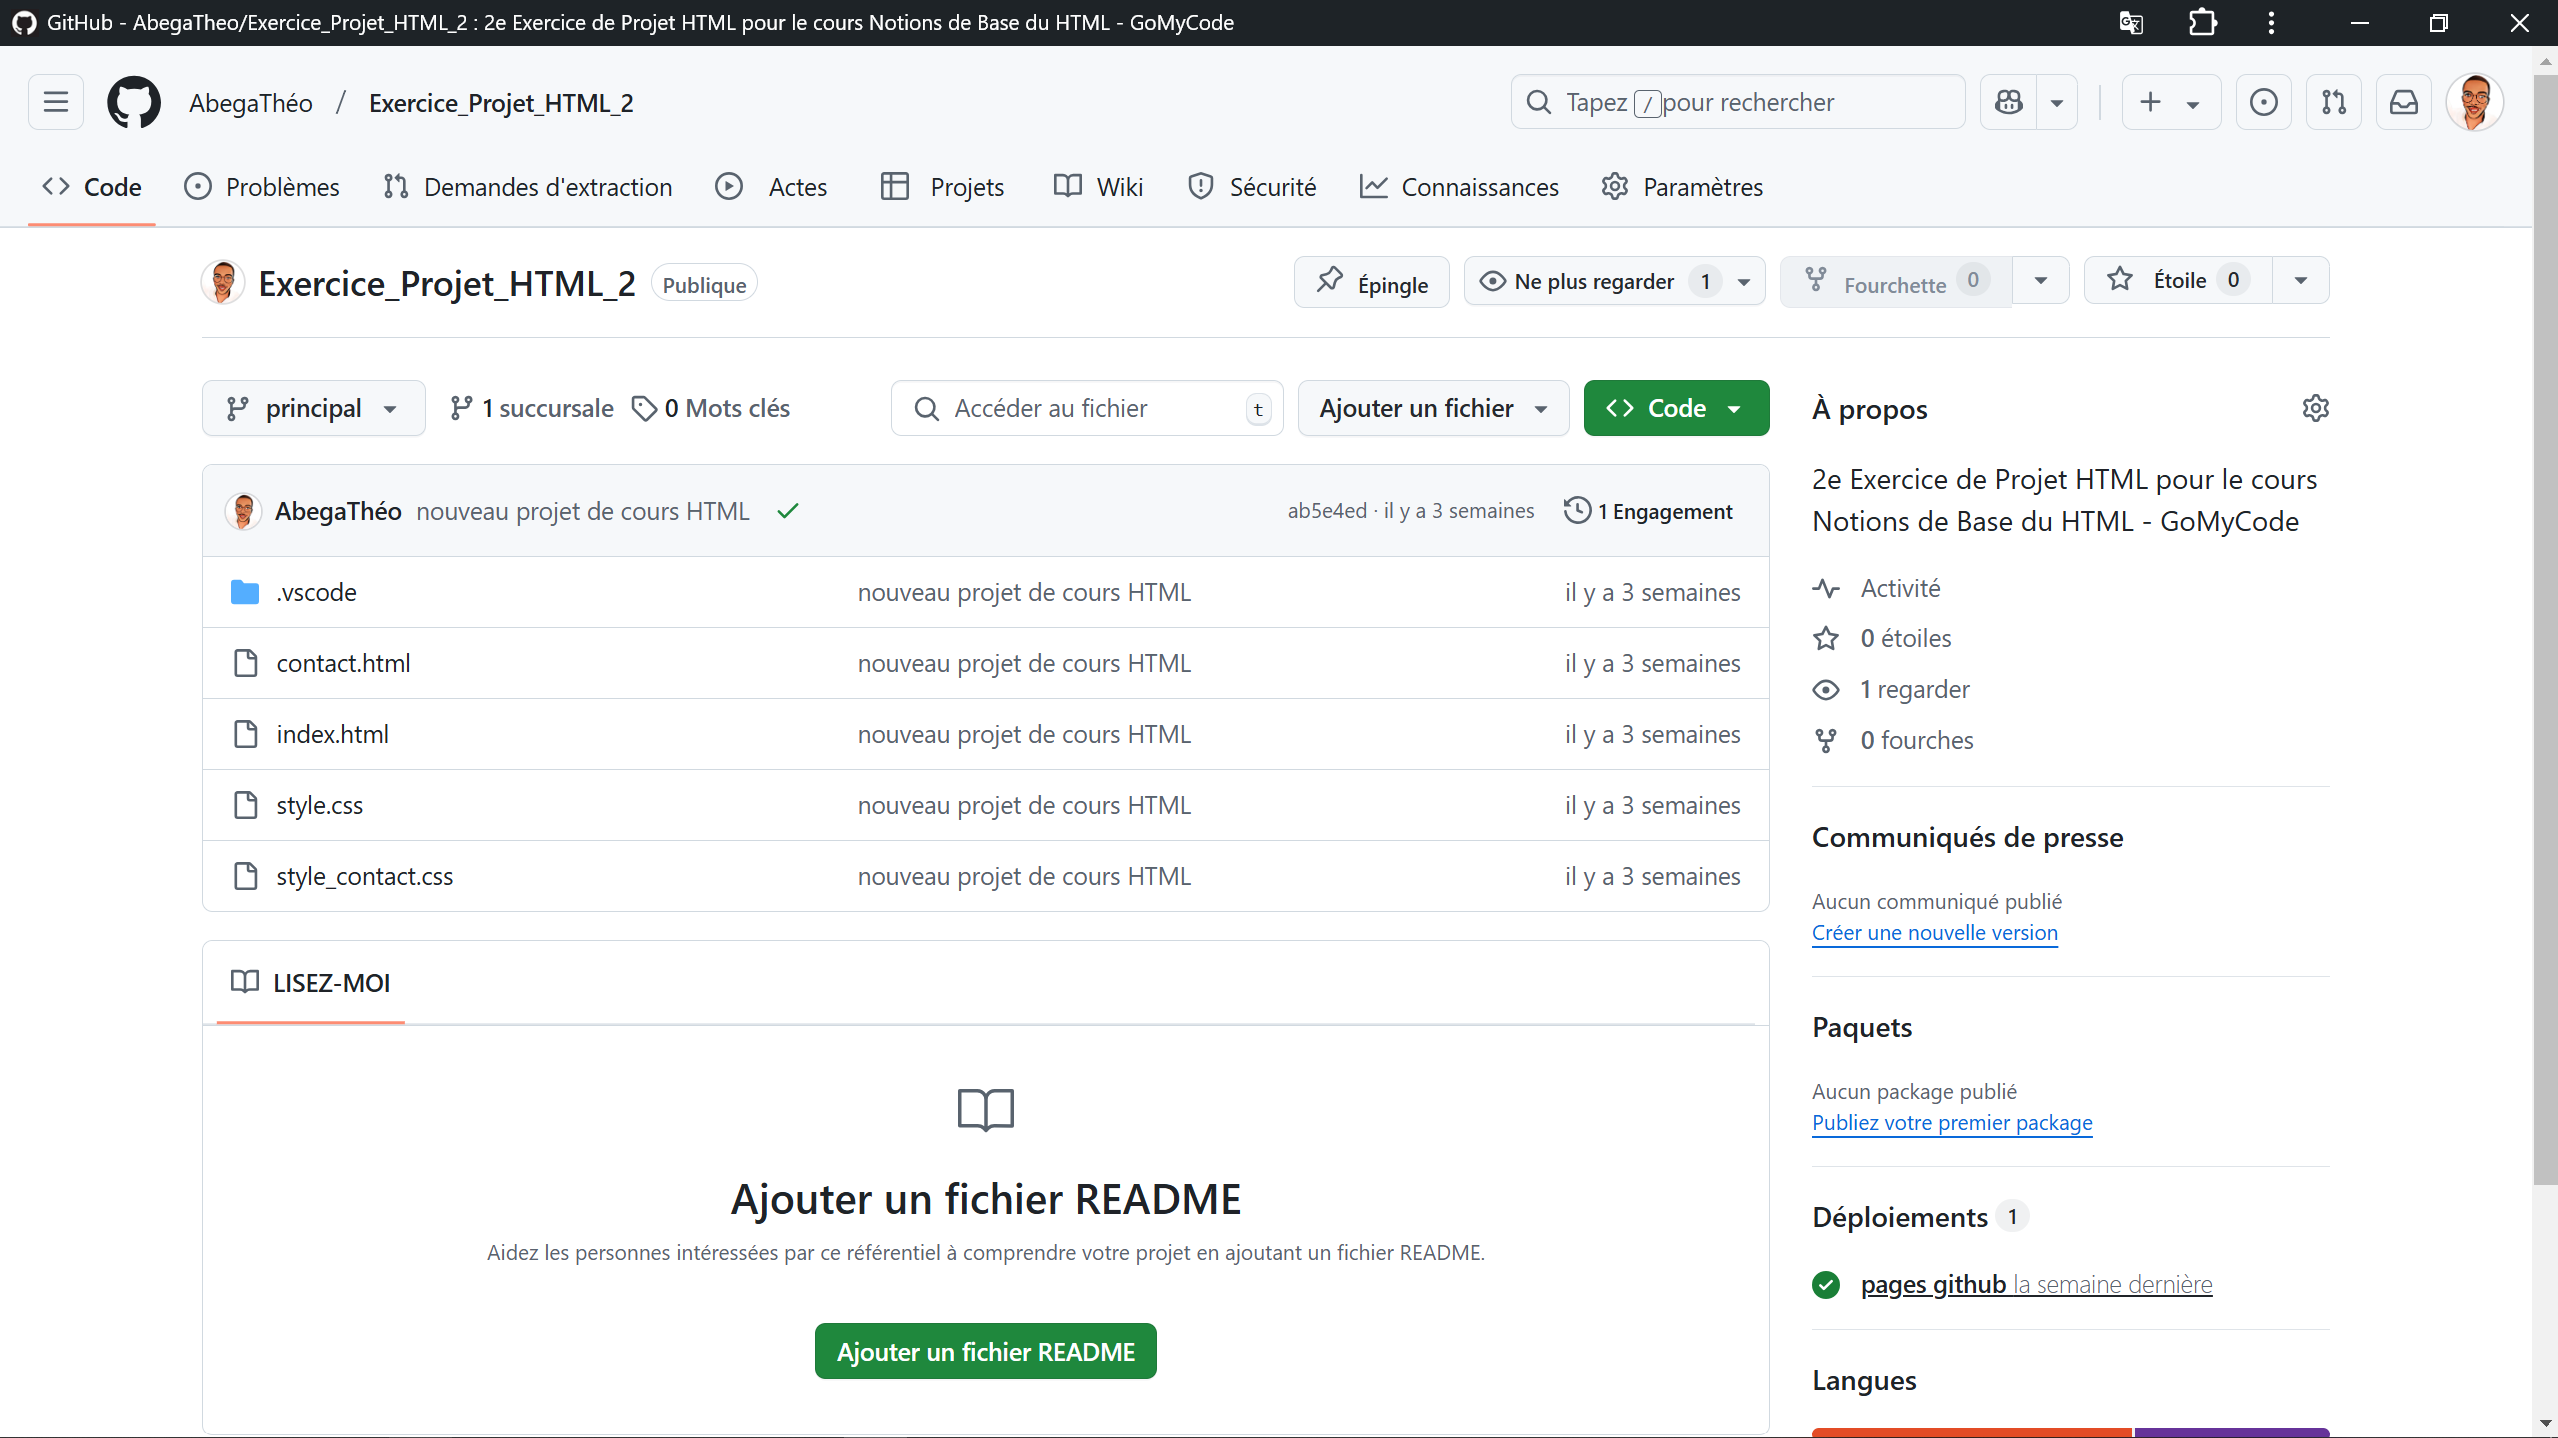 GitHub - AbegaTheo/Exercice_Projet_HTML_2 : 2e Exercice de Projet HTML pour le cours Notions de Base du HTML - GoMyCode
AbegaThéo / Exercice_Projet_HTML_2
Tapez / pour rechercher
Code
Problèmes
Demandes d'extraction
Actes
Projets
Wiki
Sécurité
Connaissances
Paramètres
Exercice_Projet_HTML_2 Publique
Épingle
Ne plus regarder 1
Fourchette 0
Étoile 0
principal
1 succursale
0 Mots clés
Accéder au fichier t
Ajouter un fichier
Code
AbegaThéo nouveau projet de cours HTML
ab5e4ed · il y a 3 semaines
1 Engagement
.vscode nouveau projet de cours HTML il y a 3 semaines
contact.html nouveau projet de cours HTML il y a 3 semaines
index.html nouveau projet de cours HTML il y a 3 semaines
style.css nouveau projet de cours HTML il y a 3 semaines
style_contact.css nouveau projet de cours HTML il y a 3 semaines
LISEZ-MOI
Ajouter un fichier README
Aidez les personnes intéressées par ce référentiel à comprendre votre projet en ajoutant un fichier README.
Ajouter un fichier README
À propos
2e Exercice de Projet HTML pour le cours
Notions de Base du HTML - GoMyCode
Activité
0 étoiles
1 regarder
0 fourches
Communiqués de presse
Aucun communiqué publié
Créer une nouvelle version
Paquets
Aucun package publié
Publiez votre premier package
Déploiements 1
pages github la semaine dernière
Langues